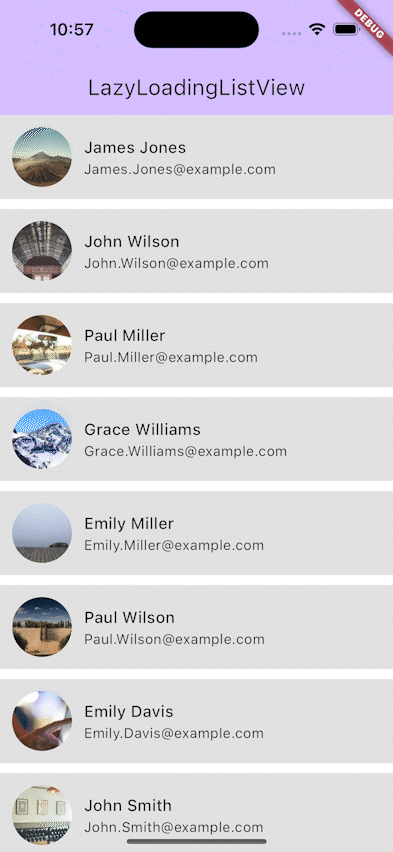 10:57
DEBUG
LazyLoadingListView
James Jones
James.Jones@example.com
John Wilson
John.Wilson@example.com
Paul Miller
Paul.Miller@example.com
Grace Williams
Grace.Williams@example.com
Emily Miller
Emily.Miller@example.com
Paul Wilson
Paul.Wilson@example.com
Emily Davis
Emily.Davis@example.com
John Smith
John.Smith@example.com